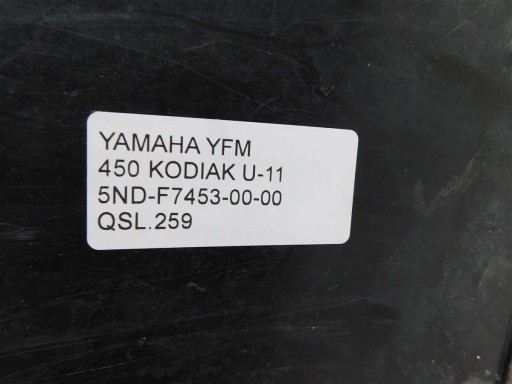 YAMAHA YFM
450 KODIAK U-11
5ND-F7453-00-00
QSL.259